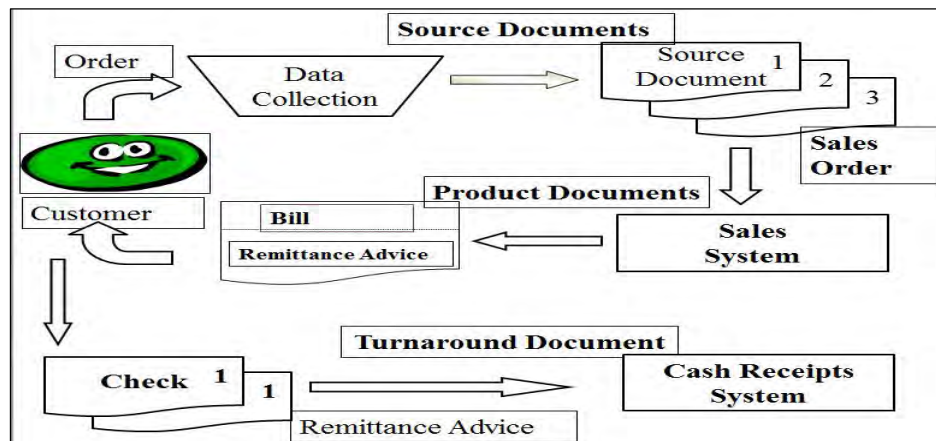 Source Documents
Order
Data
Collection
Source
Document
1
2
3
Sales
Order
Product Documents
Customer
Bill
Remittance Advice
Sales
System
Turnaround Document
Check
1
1
Cash Receipts
System
Remittance Advice